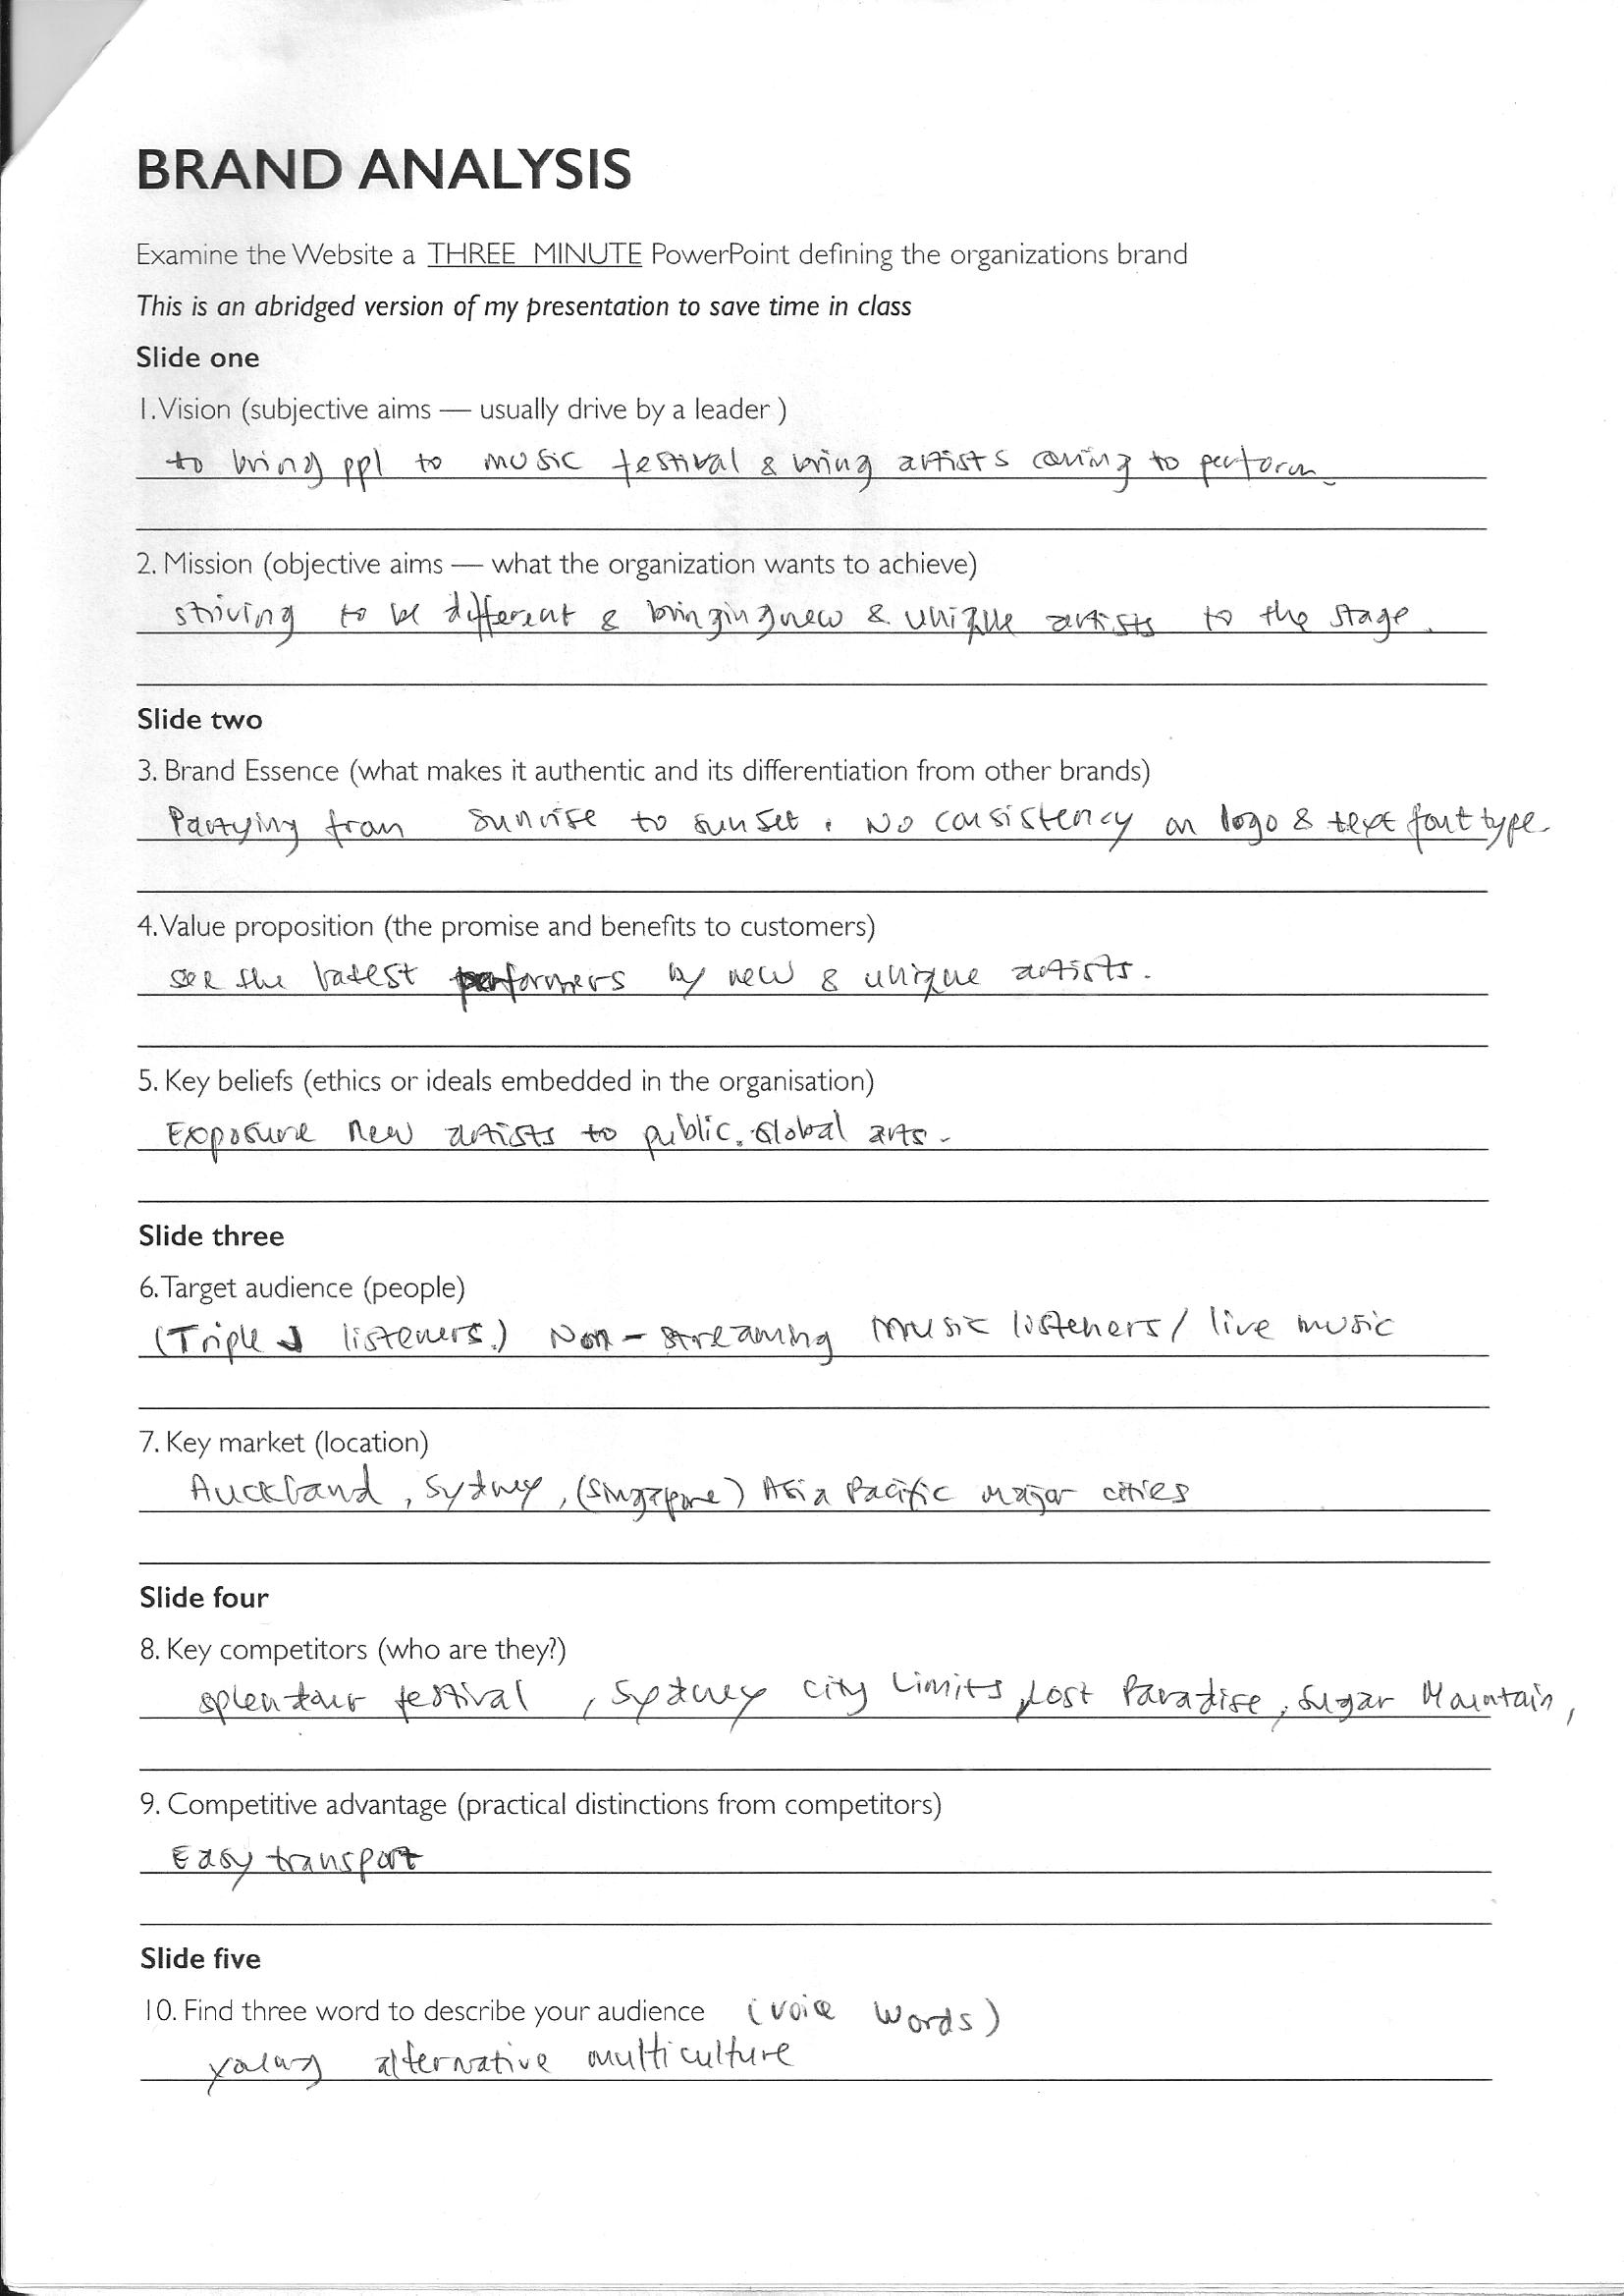 BRAND ANALYSIS
Examine the Website a THREE MINUTE PowerPoint defining the organizations brand
This is an abridged version of my presentation to save time in class
Slide one
1. Vision (subjective aims — usually drive by a leader )
to bring ppl to music festival & bring artists coming to perform.
2. Mission (objective aims — what the organization wants to achieve)
striving to be different & bringing new & unique artists to the stage.
Slide two
3. Brand Essence (what makes it authentic and its differentiation from other brands)
Partying from sunrise to sunset. No consistency on logo & text font type.
4. Value proposition (the promise and benefits to customers)
see the latest performers by new & unique artists.
5. Key beliefs (ethics or ideals embedded in the organisation)
Exposure new artists to public. Global arts.
Slide three
6. Target audience (people)
(Triple J listeners.) Non-streaming music listeners/ live music
7. Key market (location)
Auckland, Sydney, (Singapore) Asia Pacific major cities
Slide four
8. Key competitors (who are they?)
splendour festival, Sydney city Limits, Lost Paradise, Sugar Mountain,
9. Competitive advantage (practical distinctions from competitors)
Easy transport
Slide five
10. Find three word to describe your audience (voice words)
young alternative multiculture